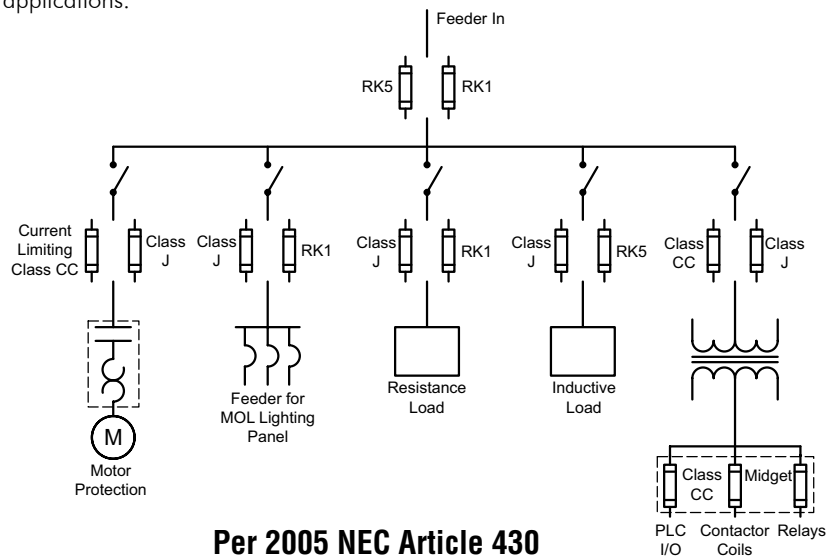 applications.
Feeder In
RK5
RK1
Current
Limiting
Class CC
Class
J
Class
J
RK1
Class
J
RK1
Class
J
RK5
Class
CC
Class
J
M
Motor
Protection
Feeder for
MOL Lighting
Panel
Resistance
Load
Inductive
Load
Class
CC
Midget
PLC
I/O
Contactor
Coils
Relays
Per 2005 NEC Article 430